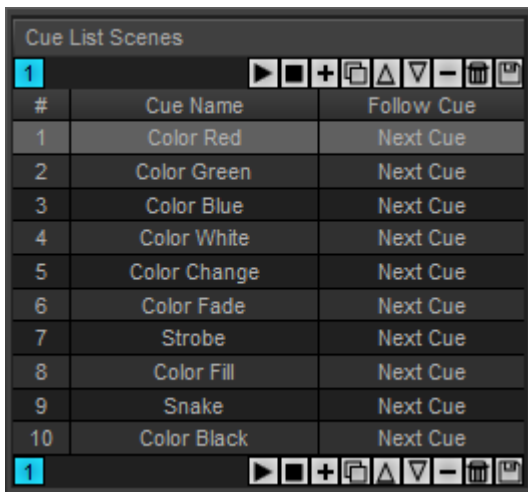 Cue List Scenes
1
# Cue Name Follow Cue
1 Color Red Next Cue
2 Color Green Next Cue
3 Color Blue Next Cue
4 Color White Next Cue
5 Color Change Next Cue
6 Color Fade Next Cue
7 Strobe Next Cue
8 Color Fill Next Cue
9 Snake Next Cue
10 Color Black Next Cue
1